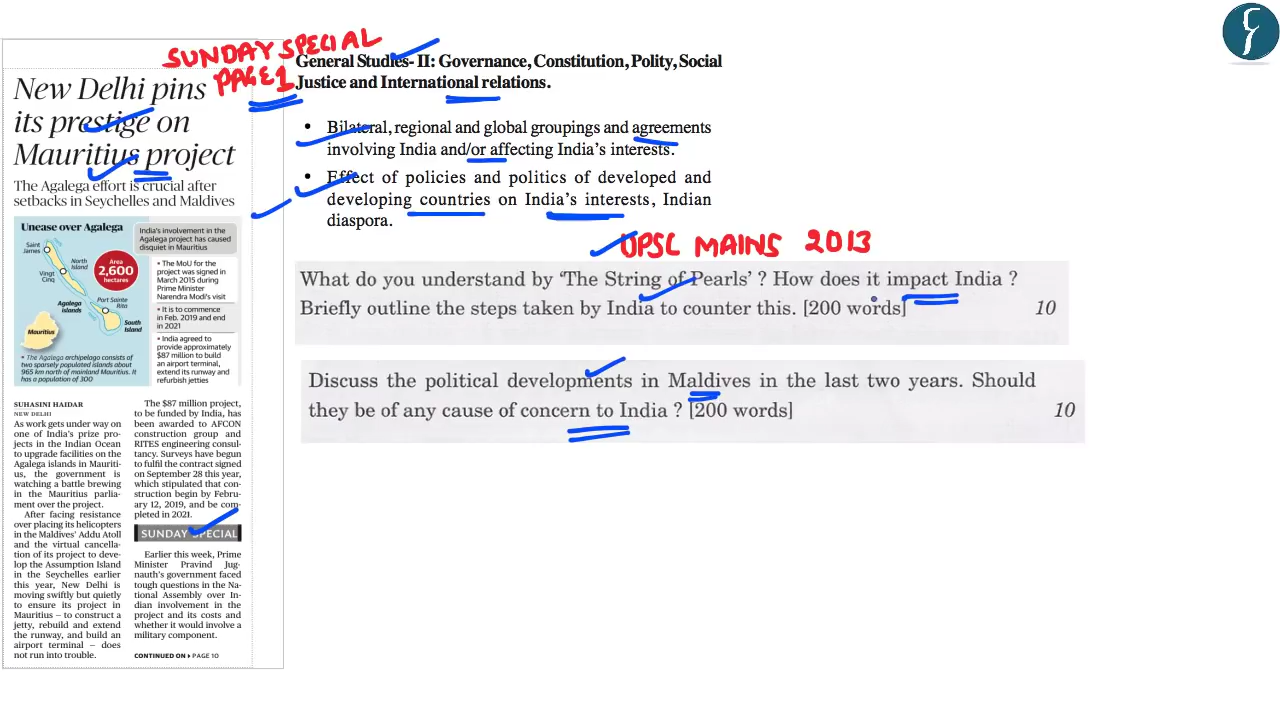 SUNDAY SPECIAL
PAGE 1
New Delhi pins
its prestige on
Mauritius project
The Agalega effort is crucial after
setbacks in Seychelles and Maldives
Unease over Agalega
Saint
James
North
Island
Vingt
Cinq
Area
2,600
hectares
Agalega
islands
Port Sainte
Rita
South
Island
Mauritius
• The Agalega archipelago consists of
two sparsely populated islands about
965 km north of mainland Mauritius. It
has a population of 300
India's involvement in the
Agalega project has caused
disquiet in Mauritius
• The MoU for the
project was signed in
March 2015 during
Prime Minister
Narendra Modi's visit
• It is to commence
in Feb. 2019 and end
in 2021
• India agreed to
provide approximately
$87 million to build
an airport terminal,
extend its runway and
refurbish jetties
SUHASINI HAIDAR
NEW DELHI
As work gets under way on
one of India's prize pro-
jects in the Indian Ocean
to upgrade facilities on the
Agalega islands in Mauriti-
us, the government is
watching a battle brewing
in the Mauritius parlia-
ment over the project.
After facing resistance
over placing its helicopters
in the Maldives' Addu Atoll
and the virtual cancella-
tion of its project to deve-
lop the Assumption Island
in the Seychelles earlier
this year, New Delhi is
moving swiftly but quietly
to ensure its project in
Mauritius — to construct a
jetty, rebuild and extend
the runway, and build an
airport terminal — does
not run into trouble.
The $87 million project,
to be funded by India, has
been awarded to AFCON
construction group and
RITES engineering consul-
tancy. Surveys have begun
to fulfil the contract signed
on September 28 this year,
which stipulated that con-
struction begin by Febru-
ary 12, 2019, and be com-
pleted in 2021.
SUNDAY SPECIAL
Earlier this week, Prime
Minister Pravind Jug-
nauth's government faced
tough questions in the Na-
tional Assembly over In-
dian involvement in the
project and its costs and
whether it would involve a
military component.
CONTINUED ON ▸ PAGE 10
General Studies- II: Governance, Constitution, Polity, Social
Justice and International relations.
• Bilateral, regional and global groupings and agreements
involving India and/or affecting India's interests.
• Effect of policies and politics of developed and
developing countries on India's interests, Indian
diaspora.
UPSC MAINS 2013
What do you understand by 'The String of Pearls' ? How does it impact India ?
Briefly outline the steps taken by India to counter this. [200 words] 10
Discuss the political developments in Maldives in the last two years. Should
they be of any cause of concern to India ? [200 words] 10